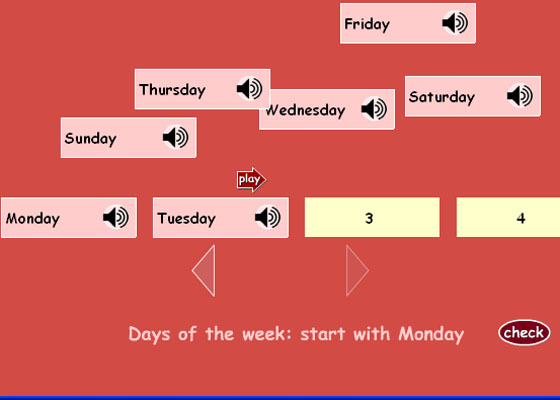 Friday
Thursday
Wednesday
Saturday
Sunday
play
Monday
Tuesday
3
4
Days of the week: start with Monday
check